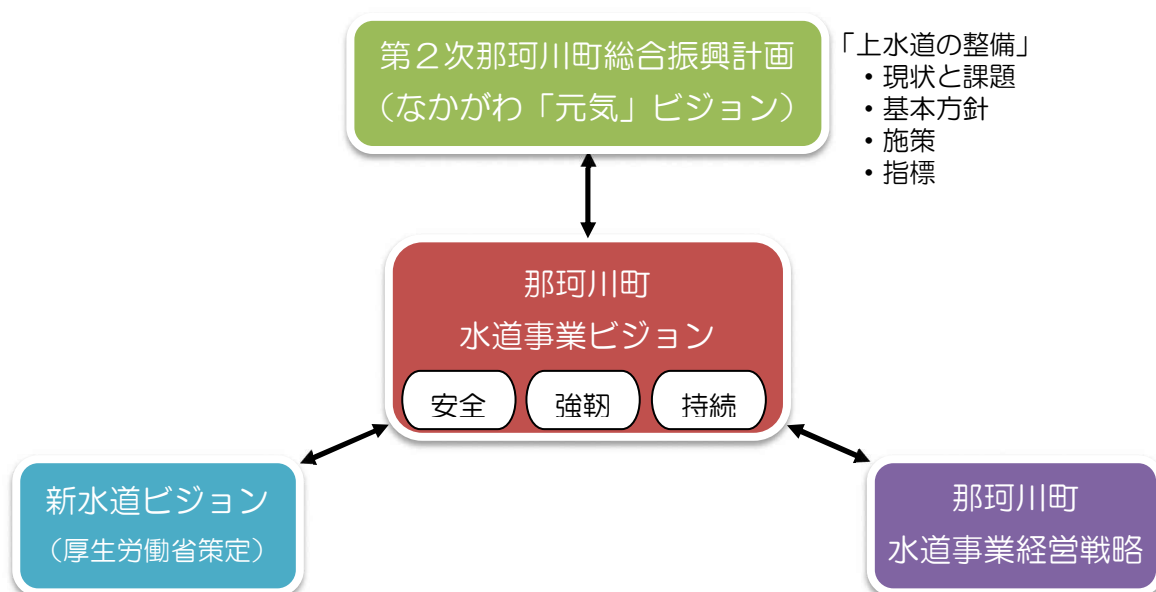 第２次那珂川町総合振興計画
（なかがわ「元気」ビジョン）
「上水道の整備」
・現状と課題
・基本方針
・施策
・指標
那珂川町
水道事業ビジョン
安全
強靭
持続
新水道ビジョン
（厚生労働省策定）
那珂川町
水道事業経営戦略